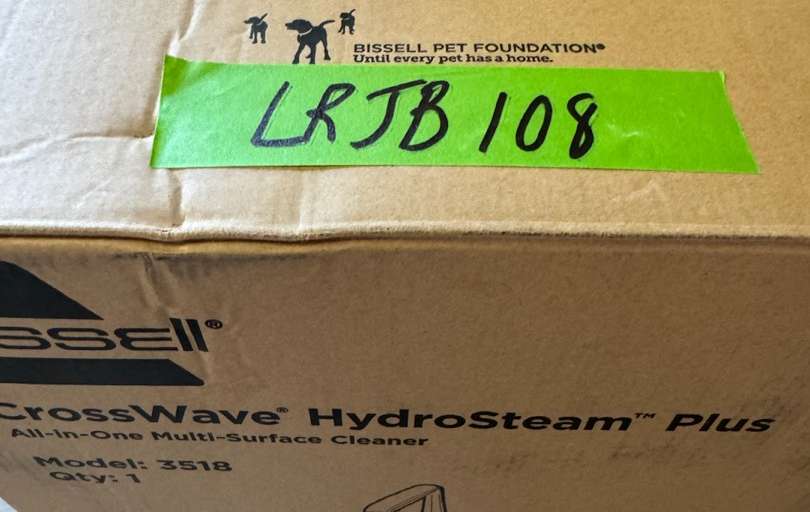 BISSELL PET FOUNDATION®
Until every pet has a home.
LRJB 108
ssell®
CrossWave® HydroSteam™ Plus
All-in-One Multi-Surface Cleaner
Model: 3518
Qty: 1